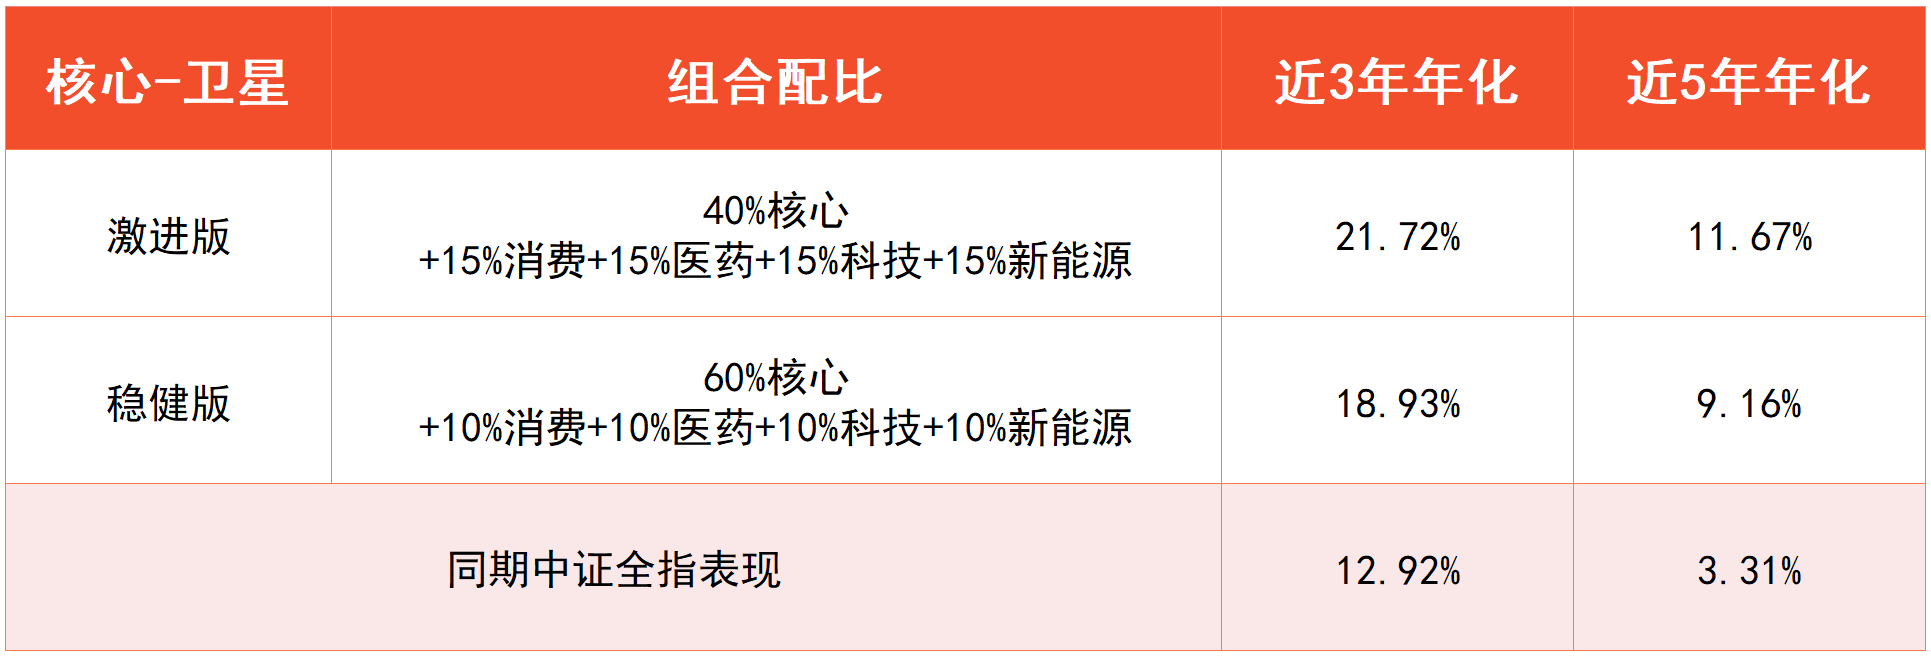 核心-卫星
组合配比
近3年年化
近5年年化
激进版
40%核心
+15%消费+15%医药+15%科技+15%新能源
21.72%
11.67%
稳健版
60%核心
+10%消费+10%医药+10%科技+10%新能源
18.93%
9.16%
同期中证全指表现
12.92%
3.31%